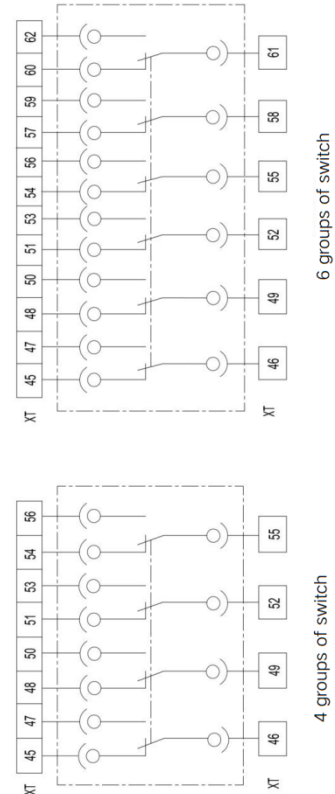 XT 45 47 48 50 51 53 54 56
XT 46 49 52 55
4 groups of switch
XT 45 47 48 50 51 53 54 56 57 59 60 62
XT 46 49 52 55 58 61
6 groups of switch